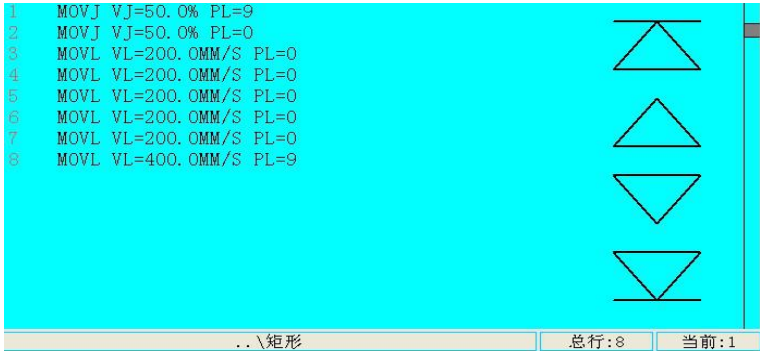 1 MOVJ VJ=50.0% PL=9
2 MOVJ VJ=50.0% PL=0
3 MOVL VL=200.0MM/S PL=0
4 MOVL VL=200.0MM/S PL=0
5 MOVL VL=200.0MM/S PL=0
6 MOVL VL=200.0MM/S PL=0
7 MOVL VL=200.0MM/S PL=0
8 MOVL VL=400.0MM/S PL=9
..\矩形 总行:8 当前:1